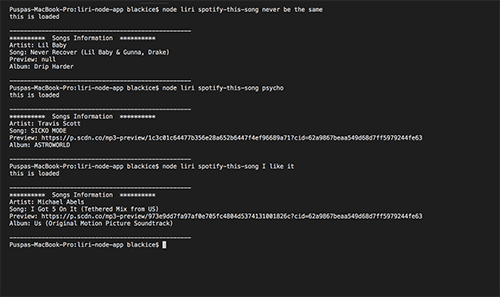 Puspas-MacBook-Pro:liri-node-app blackice$ node liri spotify-this-song never be the same
this is loaded
________________________________________________
********** Songs Information **********
Artist: Lil Baby
Song: Never Recover (Lil Baby & Gunna, Drake)
Preview: null
Album: Drip Harder
________________________________________________
Puspas-MacBook-Pro:liri-node-app blackice$ node liri spotify-this-song psycho
this is loaded
________________________________________________
********** Songs Information **********
Artist: Travis Scott
Song: SICKO MODE
Preview: https://p.scdn.co/mp3-preview/1c3c01c64477b356e28a652b6447f4ef96689a71?cid=62a9867beaa549d68d7ff5979244fe63
Album: ASTROWORLD
________________________________________________
Puspas-MacBook-Pro:liri-node-app blackice$ node liri spotify-this-song I like it
this is loaded
________________________________________________
********** Songs Information **********
Artist: Michael Abels
Song: I Got 5 On It (Tethered Mix from US)
Preview: https://p.scdn.co/mp3-preview/973e9dd7fa97af0e705fc4804d5374131001826c?cid=62a9867beaa549d68d7ff5979244fe63
Album: Us (Original Motion Picture Soundtrack)
________________________________________________
Puspas-MacBook-Pro:liri-node-app blackice$